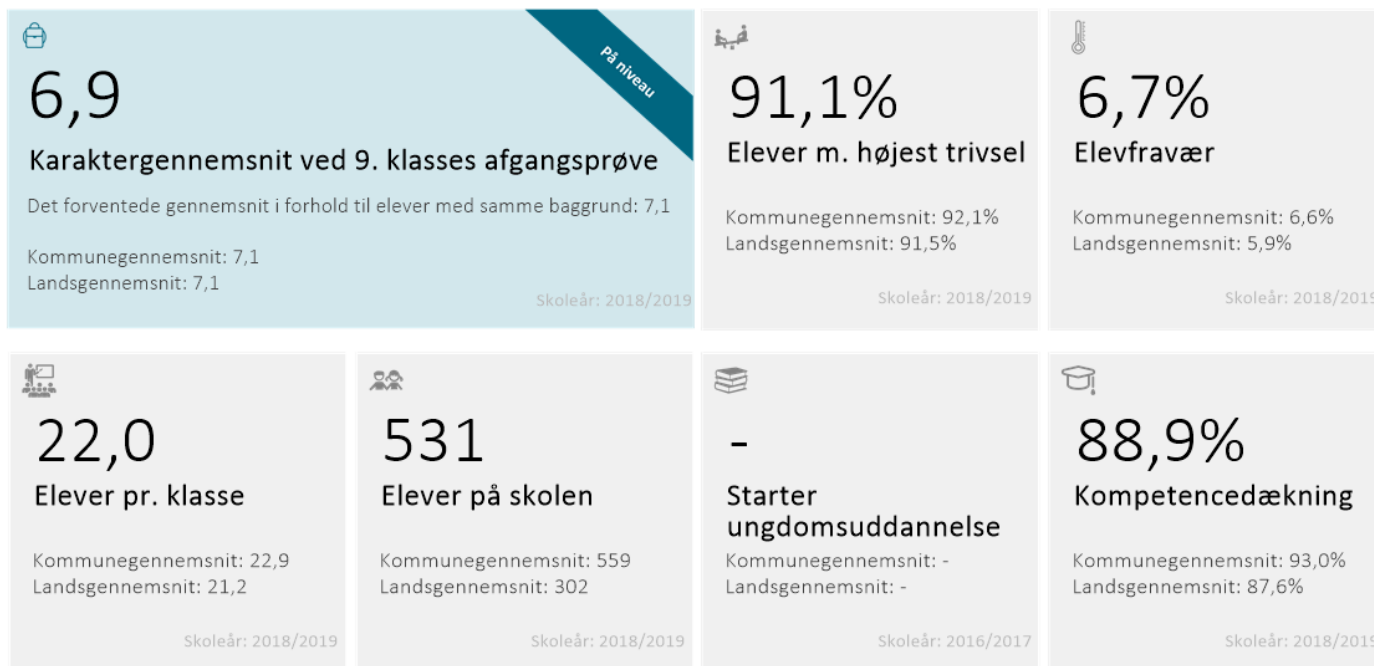 På niveau
6,9
Karaktergennemsnit ved 9. klasses afgangsprøve
Det forventede gennemsnit i forhold til elever med samme baggrund: 7,1
Kommunegennemsnit: 7,1
Landsgennemsnit: 7,1
Skoleår: 2018/2019
91,1%
Elever m. højest trivsel
Kommunegennemsnit: 92,1%
Landsgennemsnit: 91,5%
Skoleår: 2018/2019
6,7%
Elevfravær
Kommunegennemsnit: 6,6%
Landsgennemsnit: 5,9%
Skoleår: 2018/2019
22,0
Elever pr. klasse
Kommunegennemsnit: 22,9
Landsgennemsnit: 21,2
Skoleår: 2018/2019
531
Elever på skolen
Kommunegennemsnit: 559
Landsgennemsnit: 302
Skoleår: 2018/2019
-
Starter
ungdomsuddannelse
Kommunegennemsnit: -
Landsgennemsnit: -
Skoleår: 2016/2017
88,9%
Kompetencedækning
Kommunegennemsnit: 93,0%
Landsgennemsnit: 87,6%
Skoleår: 2018/2019